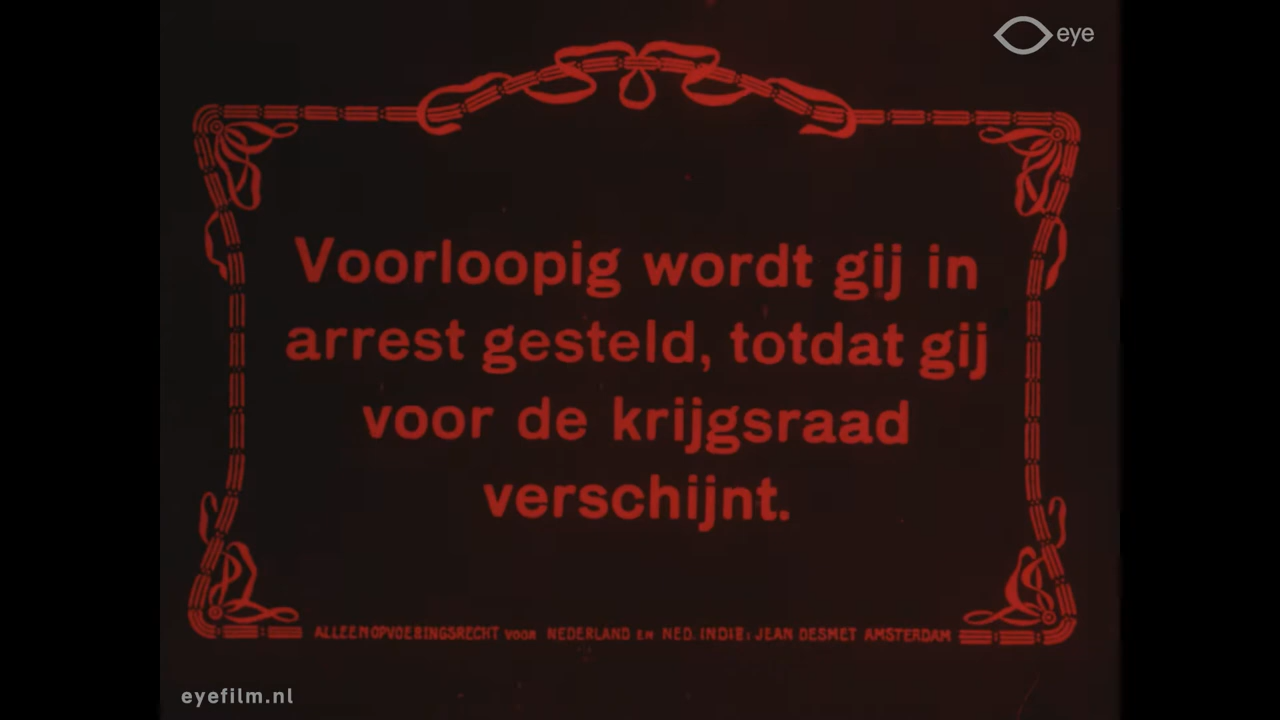 eye
Voorloopig wordt gij in
arrest gesteld, totdat gij
voor de krijgsraad
verschijnt.
ALLEENOPVOERINGSRECHT VOOR NEDERLAND EN NED. INDIE: JEAN DESMET AMSTERDAM
eyefilm.nl